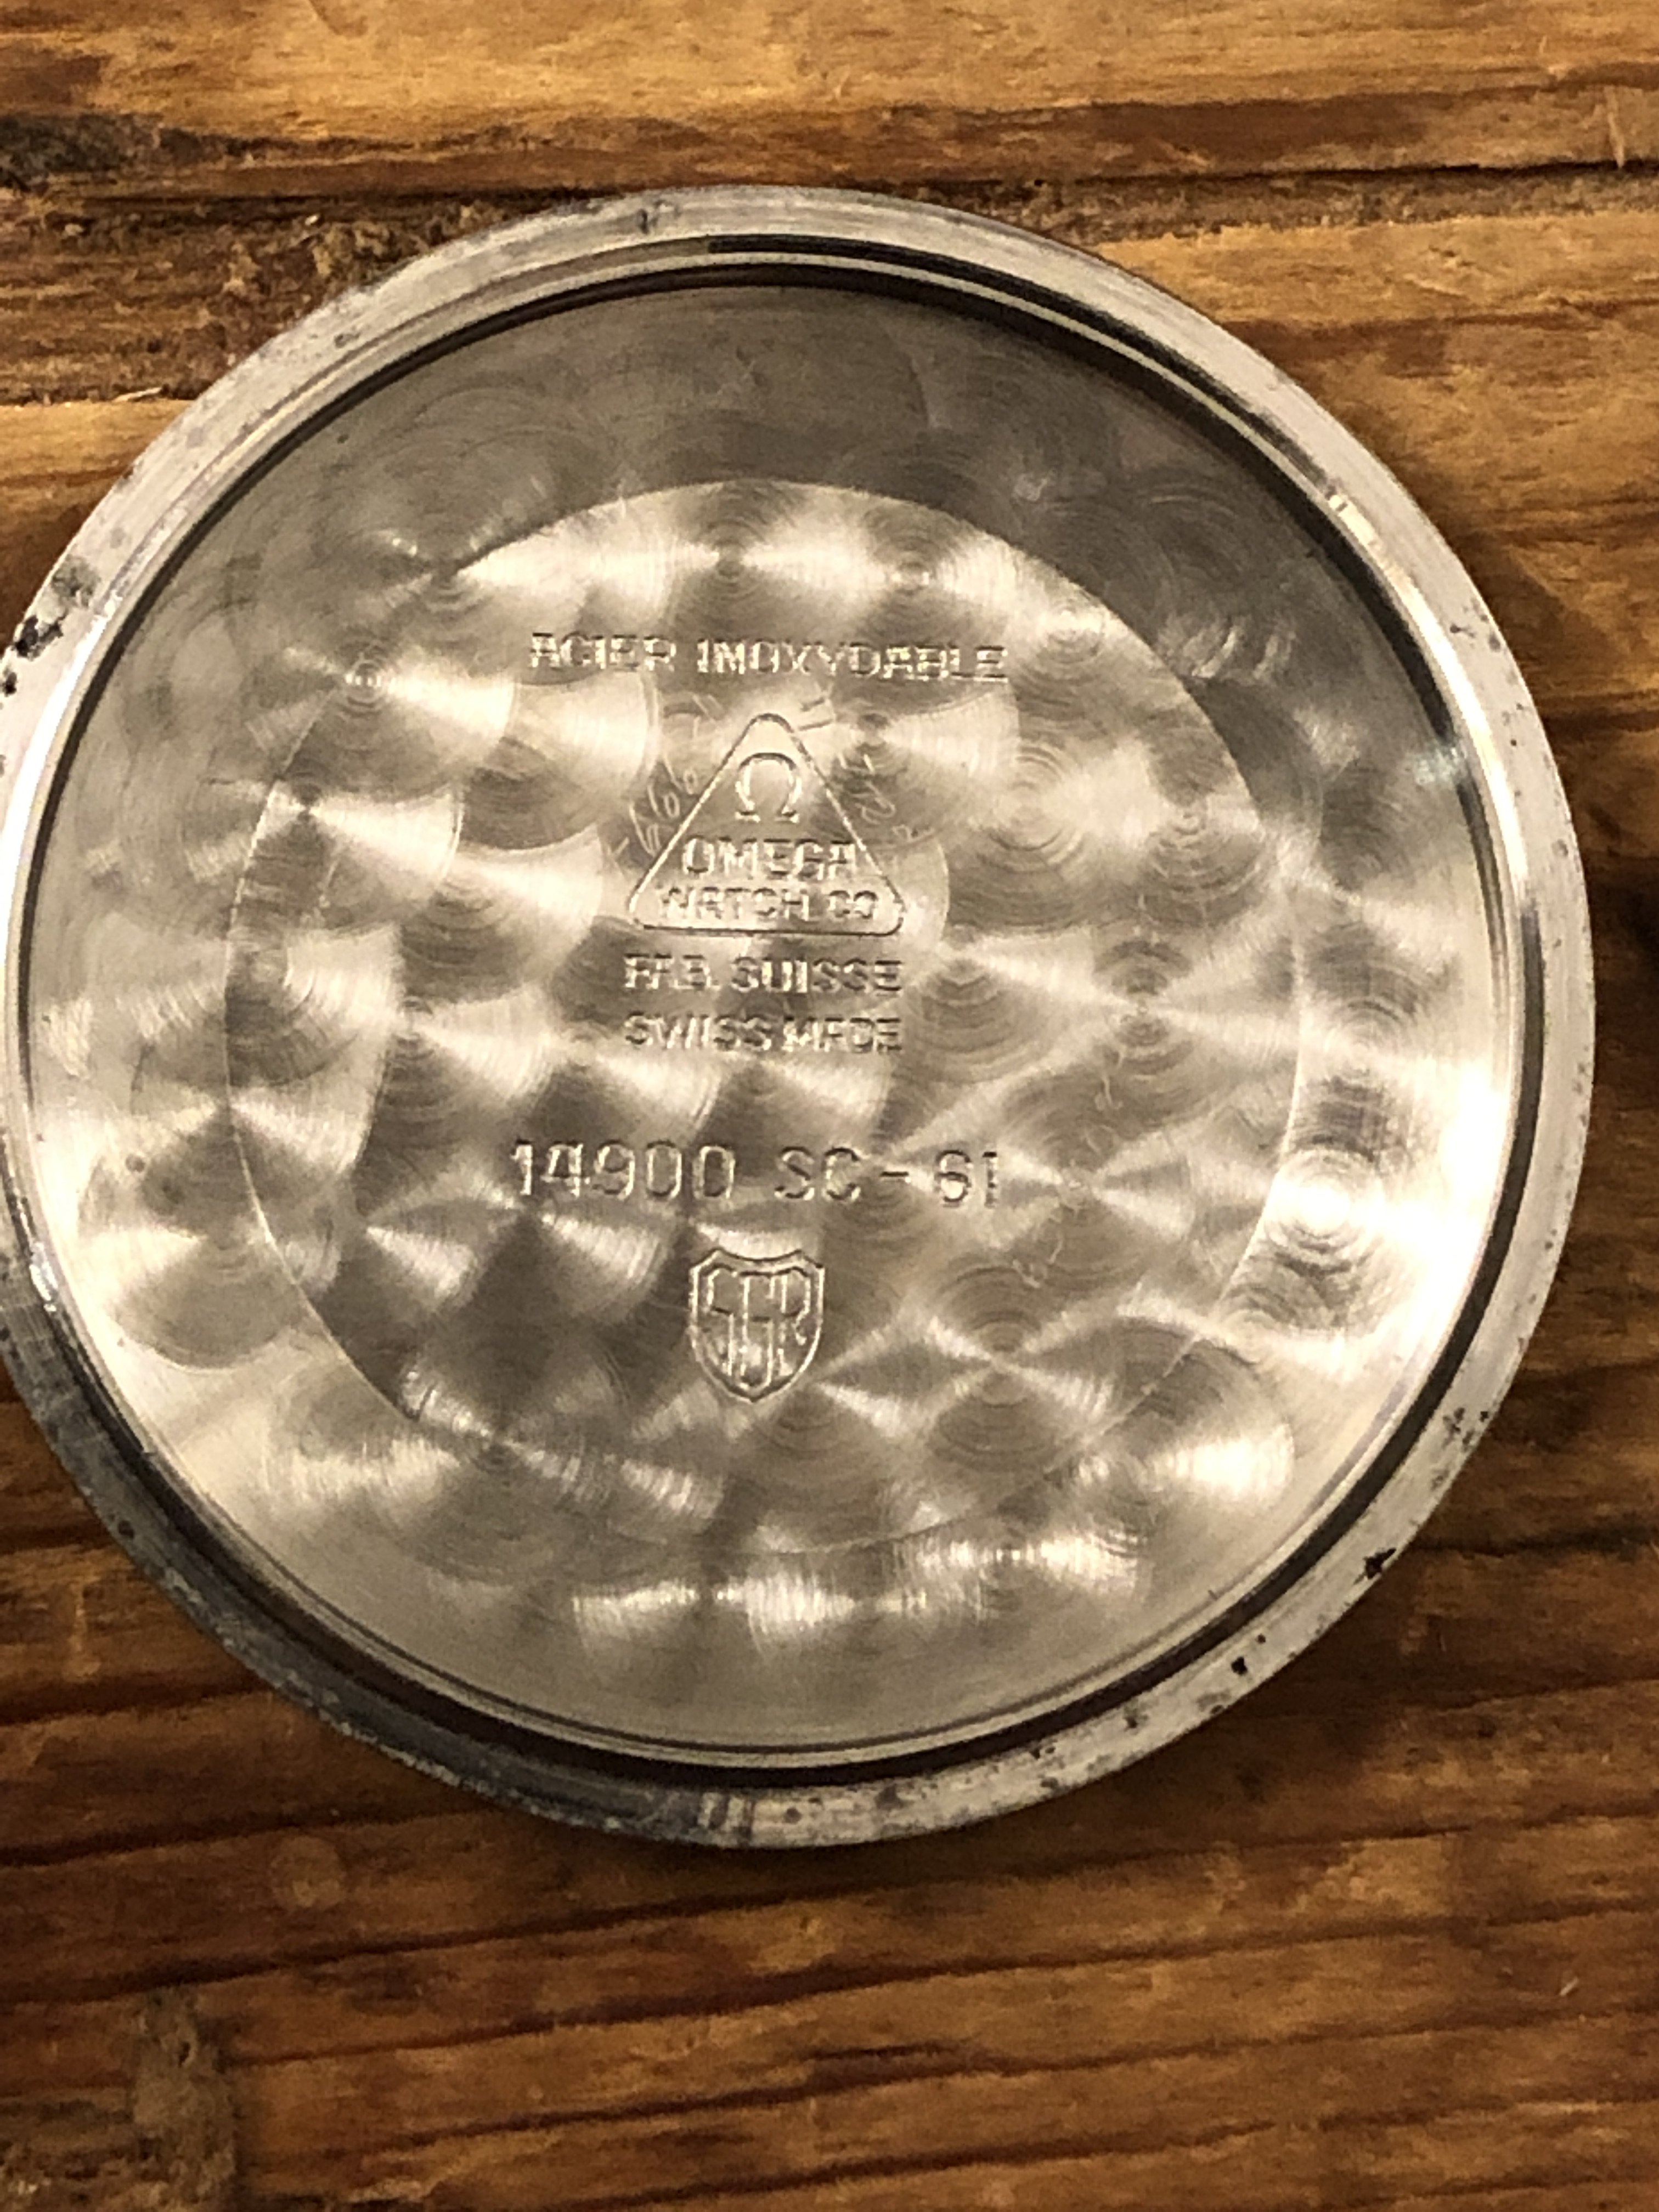 ACIER INOXYDABLE
Ω
OMEGA
WATCH CO
FAB. SUISSE
SWISS MADE
14900 SC-61